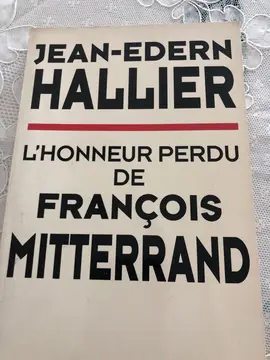 JEAN-EDERN
HALLIER
L'HONNEUR PERDU
DE
FRANÇOIS
MITTERRAND